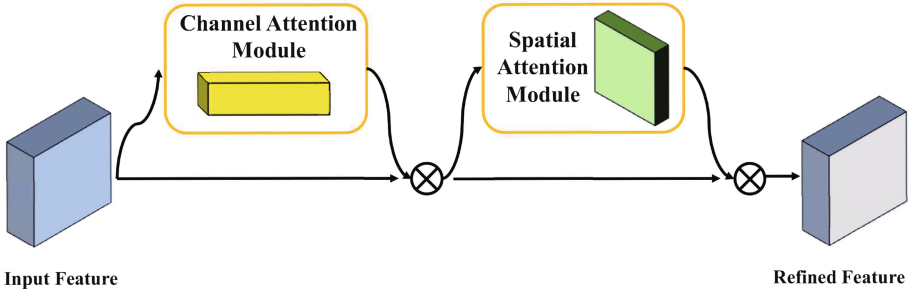 Channel Attention
Module
Spatial
Attention
Module
Input Feature
Refined Feature